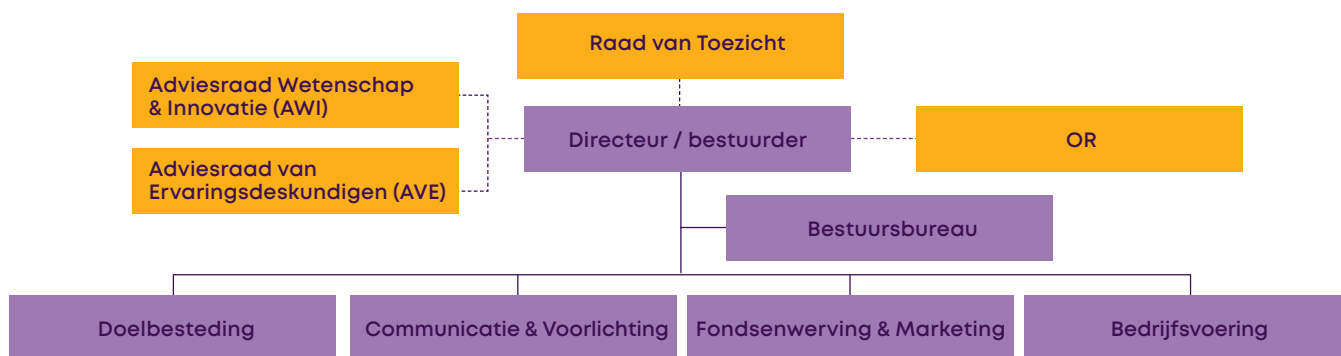 Raad van Toezicht
Adviesraad Wetenschap
& Innovatie (AWI)
Directeur / bestuurder
OR
Adviesraad van
Ervaringsdeskundigen (AVE)
Bestuursbureau
Doelbesteding
Communicatie & Voorlichting
Fondsenwerving & Marketing
Bedrijfsvoering